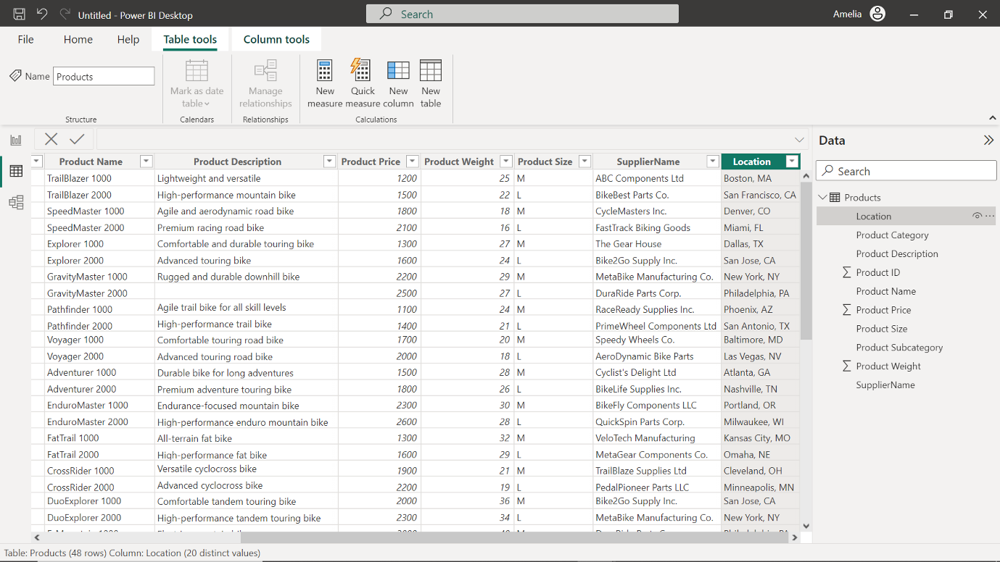 Untitled - Power BI Desktop
Search
Amelia
File Home Help Table tools Column tools
Name Products
Mark as date table
Manage relationships
New measure
Quick measure
New column
New table
Structure Calendars Relationships Calculations
Product Name Product Description Product Price Product Weight Product Size SupplierName Location
TrailBlazer 1000 Lightweight and versatile 1200 25 M ABC Components Ltd Boston, MA
TrailBlazer 2000 High-performance mountain bike 1500 22 L BikeBest Parts Co. San Francisco, CA
SpeedMaster 1000 Agile and aerodynamic road bike 1800 18 M CycleMasters Inc. Denver, CO
SpeedMaster 2000 Premium racing road bike 2100 16 L FastTrack Biking Goods Miami, FL
Explorer 1000 Comfortable and durable touring bike 1300 27 M The Gear House Dallas, TX
Explorer 2000 Advanced touring bike 1600 24 L Bike2Go Supply Inc. San Jose, CA
GravityMaster 1000 Rugged and durable downhill bike 2200 29 M MetaBike Manufacturing Co. New York, NY
GravityMaster 2000 2500 27 L DuraRide Parts Corp. Philadelphia, PA
Pathfinder 1000 Agile trail bike for all skill levels 1100 24 M RaceReady Supplies Inc. Phoenix, AZ
Pathfinder 2000 High-performance trail bike 1400 21 L PrimeWheel Components Ltd San Antonio, TX
Voyager 1000 Comfortable touring road bike 1700 20 M Speedy Wheels Co. Baltimore, MD
Voyager 2000 Advanced touring road bike 2000 18 L AeroDynamic Bike Parts Las Vegas, NV
Adventurer 1000 Durable bike for long adventures 1500 28 M Cyclist's Delight Ltd Atlanta, GA
Adventurer 2000 Premium adventure touring bike 1800 26 L BikeLife Supplies Inc. Nashville, TN
EnduroMaster 1000 Endurance-focused mountain bike 2300 30 M BikeFly Components LLC Portland, OR
EnduroMaster 2000 High-performance enduro mountain bike 2600 28 L QuickSpin Parts Corp. Milwaukee, WI
FatTrail 1000 All-terrain fat bike 1300 32 M VeloTech Manufacturing Kansas City, MO
FatTrail 2000 High-performance fat bike 1600 29 L MetaGear Components Co. Omaha, NE
CrossRider 1000 Versatile cyclocross bike 1900 21 M TrailBlaze Supplies Ltd Cleveland, OH
CrossRider 2000 Advanced cyclocross bike 2200 19 L PedalPioneer Parts LLC Minneapolis, MN
DuoExplorer 1000 Comfortable tandem touring bike 2000 36 M Bike2Go Supply Inc. San Jose, CA
DuoExplorer 2000 High-performance tandem touring bike 2300 34 L MetaBike Manufacturing Co. New York, NY
Data
Search
Products
Location
Product Category
Product Description
Product ID
Product Name
Product Price
Product Size
Product Subcategory
Product Weight
SupplierName
Table: Products (48 rows) Column: Location (20 distinct values)